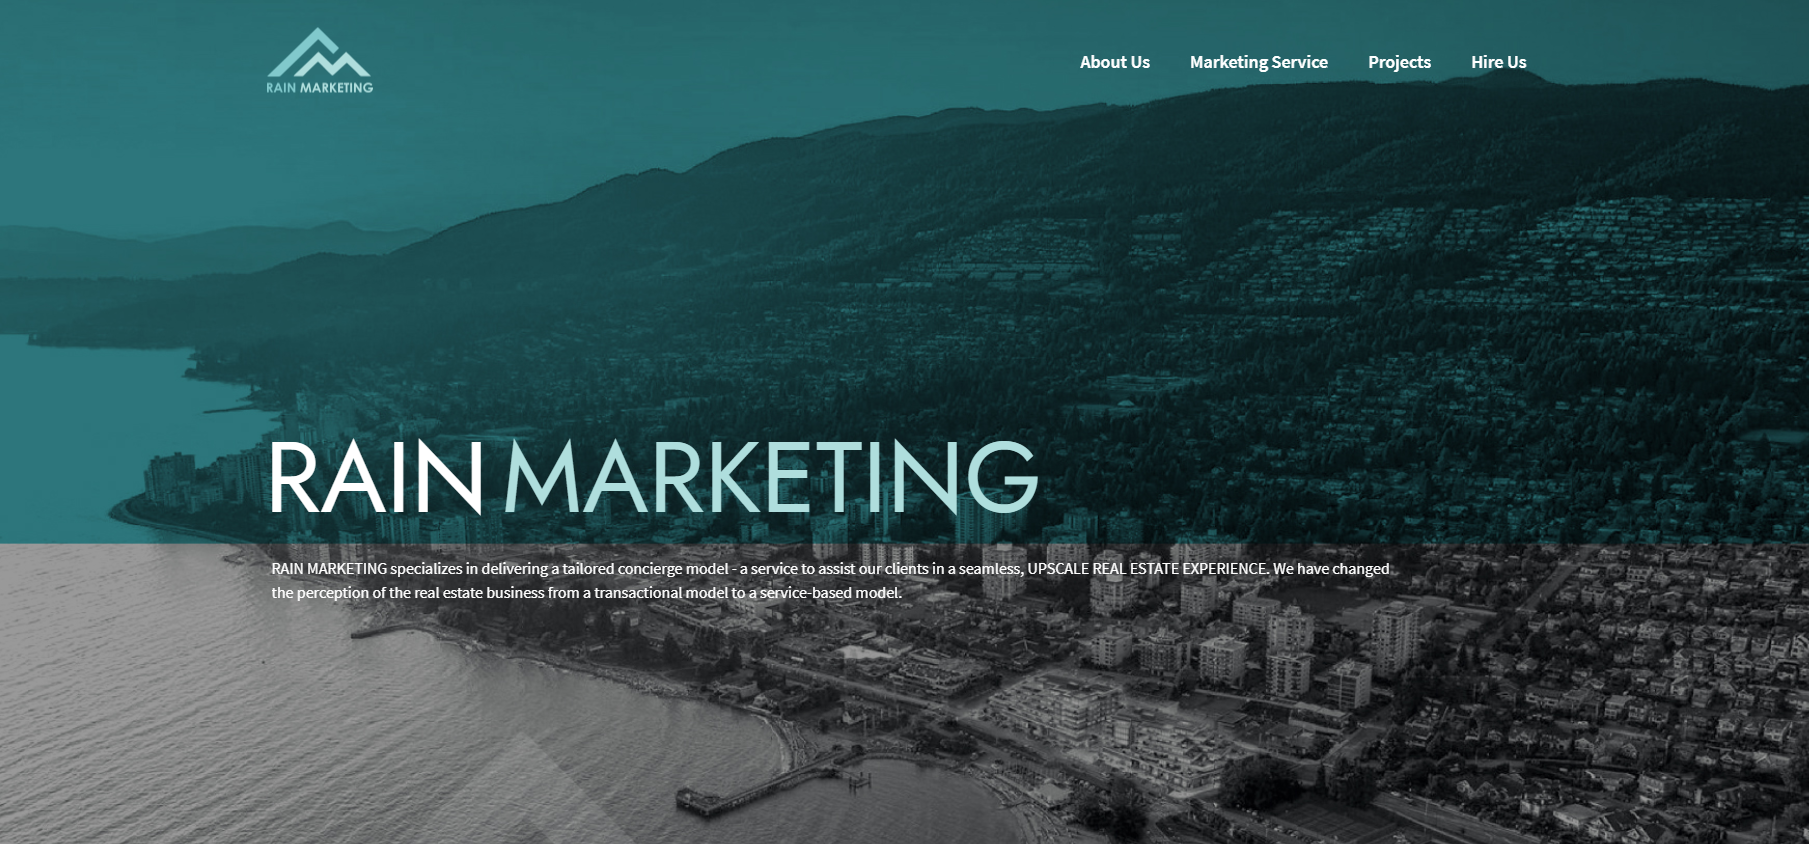 RAIN MARKETING
About Us
Marketing Service
Projects
Hire Us
RAIN MARKETING
RAIN MARKETING specializes in delivering a tailored concierge model - a service to assist our clients in a seamless, UPSCALE REAL ESTATE EXPERIENCE. We have changed
the perception of the real estate business from a transactional model to a service-based model.